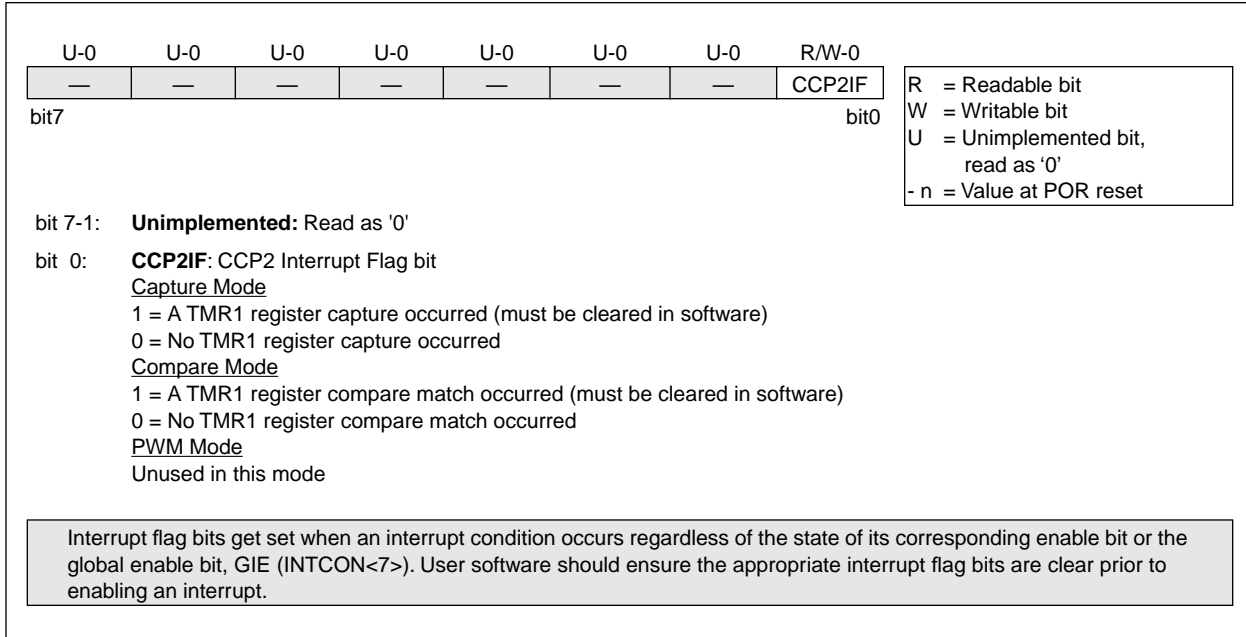 U-0 U-0 U-0 U-0 U-0 U-0 U-0 R/W-0
— — — — — — — CCP2IF
bit7 bit0
R = Readable bit
W = Writable bit
U = Unimplemented bit,
read as ‘0’
- n = Value at POR reset
bit 7-1: Unimplemented: Read as '0'
bit 0: CCP2IF: CCP2 Interrupt Flag bit
Capture Mode
1 = A TMR1 register capture occurred (must be cleared in software)
0 = No TMR1 register capture occurred
Compare Mode
1 = A TMR1 register compare match occurred (must be cleared in software)
0 = No TMR1 register compare match occurred
PWM Mode
Unused in this mode
Interrupt flag bits get set when an interrupt condition occurs regardless of the state of its corresponding enable bit or the
global enable bit, GIE (INTCON<7>). User software should ensure the appropriate interrupt flag bits are clear prior to
enabling an interrupt.